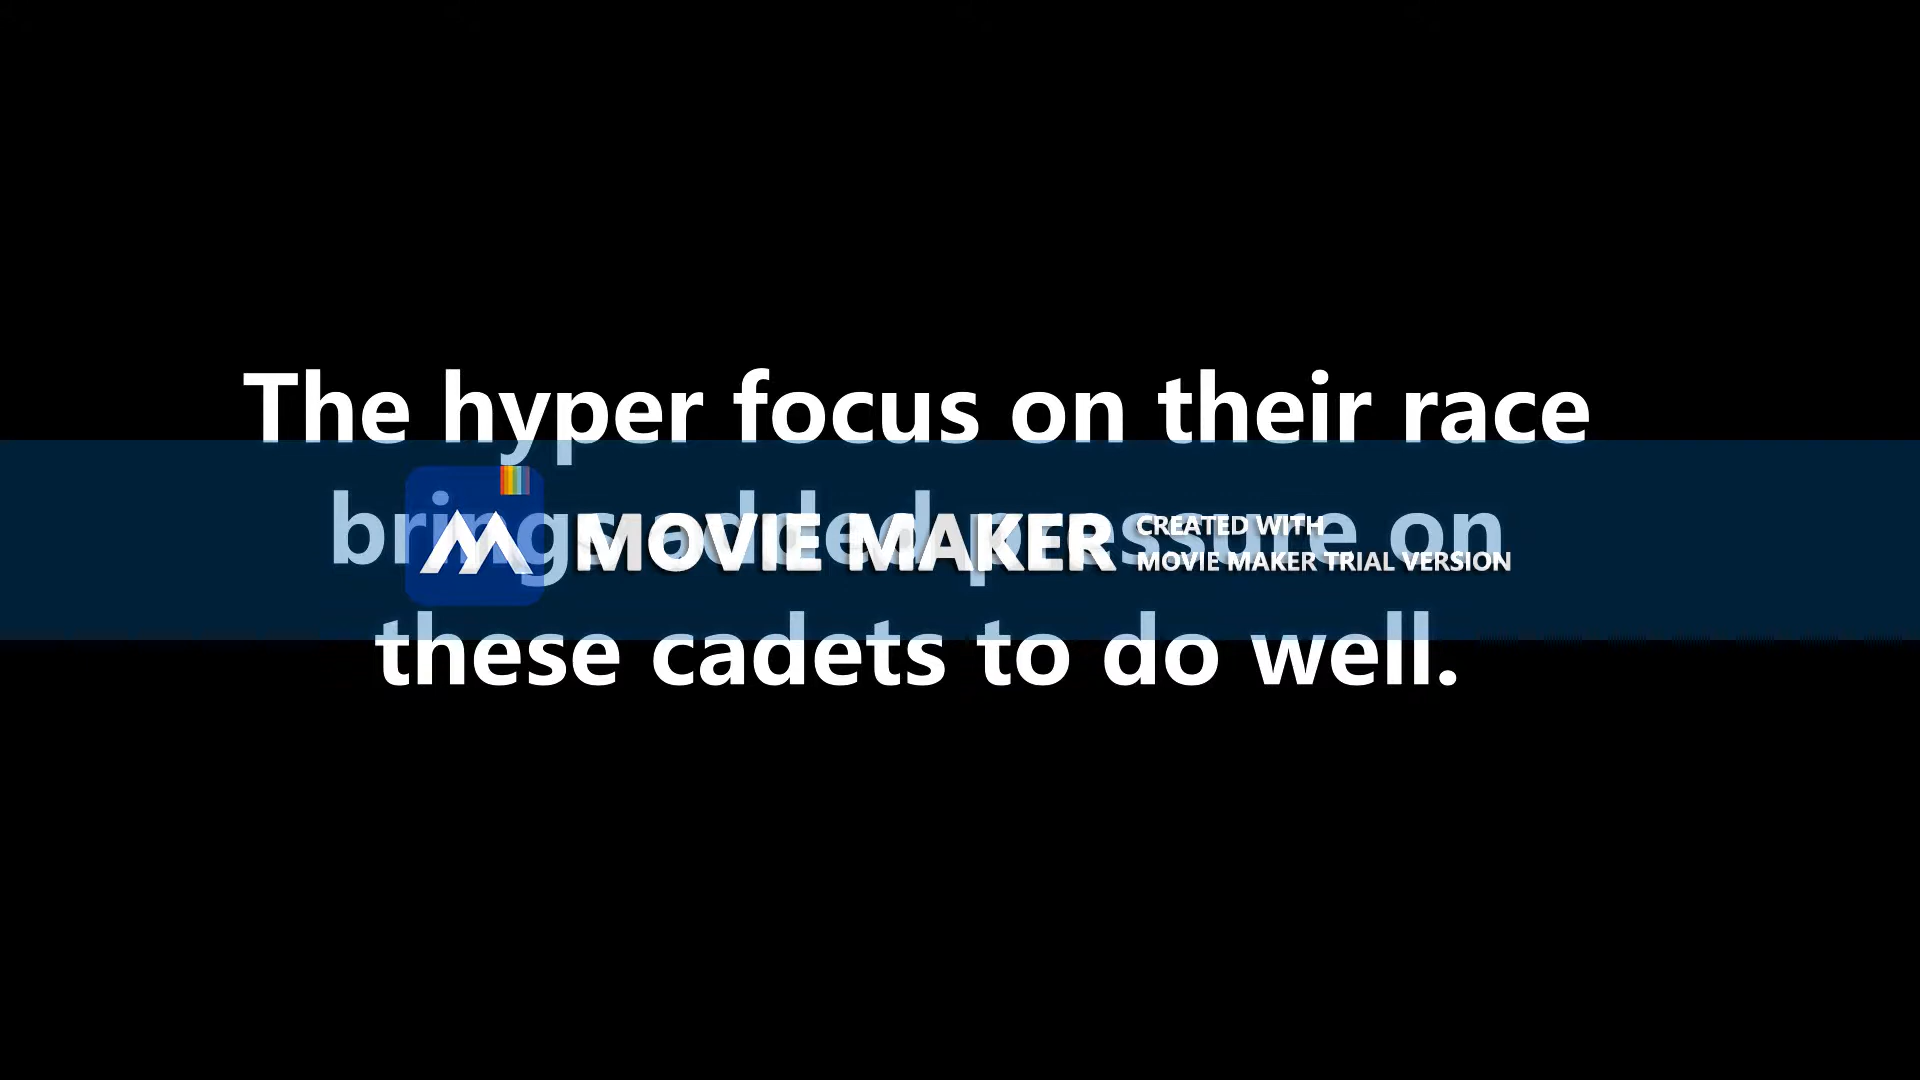 The hyper focus on their race
brings added pressure on
MOVIE MAKER
CREATED WITH
MOVIE MAKER TRIAL VERSION
these cadets to do well.